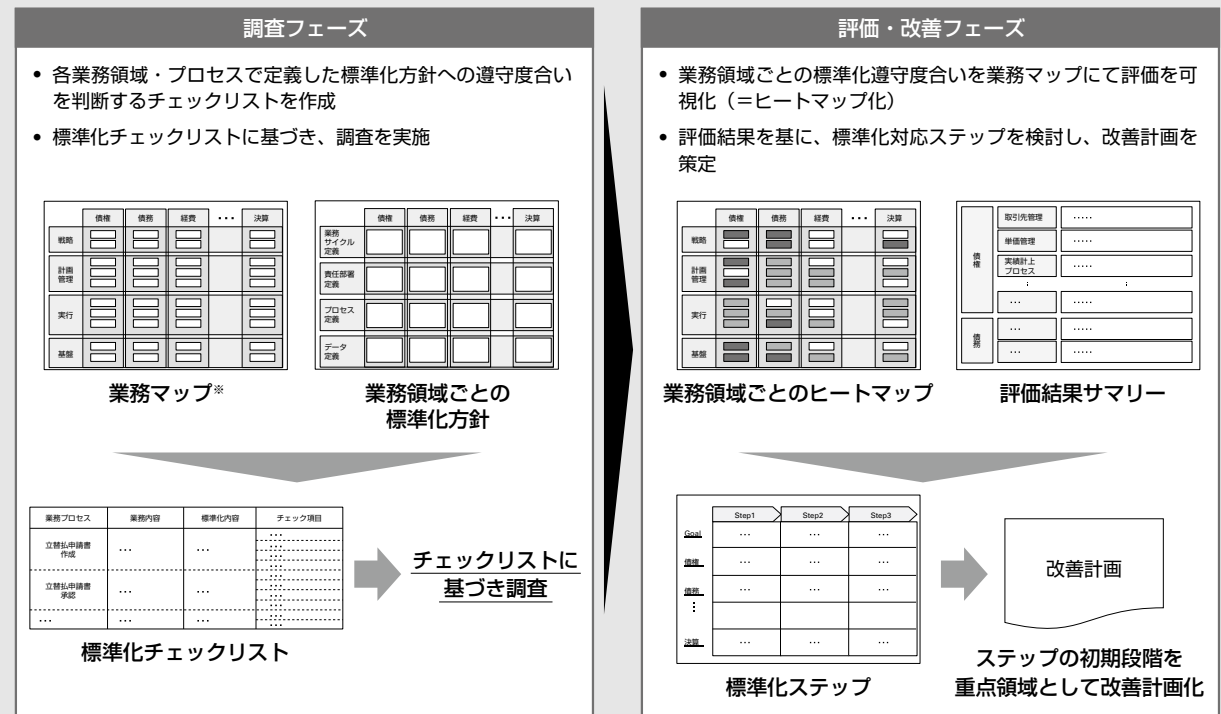 調査フェーズ
• 各業務領域・プロセスで定義した標準化方針への遵守度合い
を判断するチェックリストを作成
• 標準化チェックリストに基づき、調査を実施
債権 債務 経費 ・・・ 決算
戦略
計画
管理
実行
基盤
業務マップ※
債権 債務 経費 ・・・ 決算
業務
サイクル
定義
責任部署
定義
プロセス
定義
データ
定義
業務領域ごとの
標準化方針
業務プロセス 業務内容 標準化内容 チェック項目
立替払申請書
作成
... ... ...
立替払申請書
承認
... ... ...
... ... ... ...
標準化チェックリスト
チェックリストに
基づき調査
評価・改善フェーズ
• 業務領域ごとの標準化遵守度合いを業務マップにて評価を可
視化（＝ヒートマップ化）
• 評価結果を基に、標準化対応ステップを検討し、改善計画を
策定
債権 債務 経費 ・・・ 決算
戦略
計画
管理
実行
基盤
業務領域ごとのヒートマップ
債権
取引先管理 .....
単価管理 .....
実績計上
プロセス
.....
... .....
債務
... .....
... .....
評価結果サマリー
Step1 Step2 Step3
Goal ... ... ...
債権 ... ... ...
債務 ... ... ...
⋮
決算 ... ... ...
標準化ステップ
改善計画
ステップの初期段階を
重点領域として改善計画化